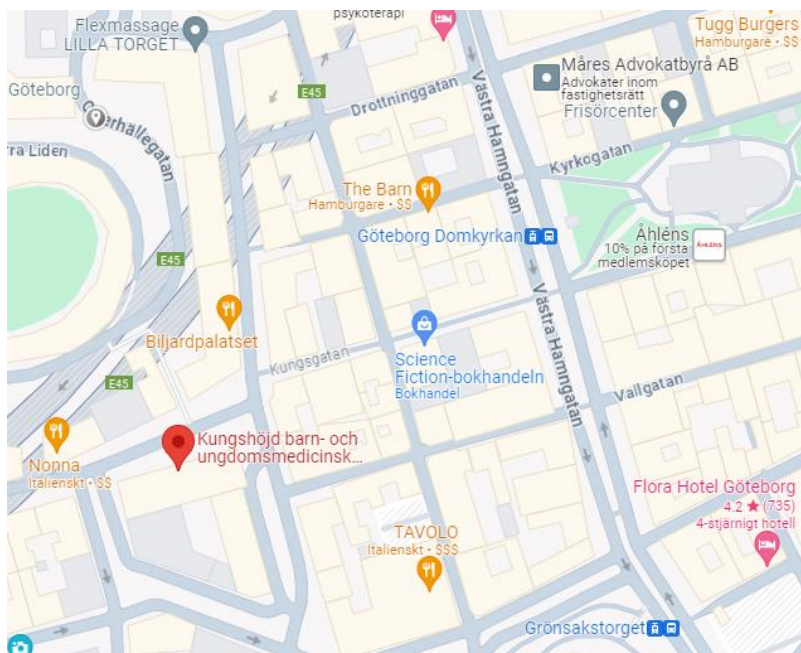 psykoterapi
Flexmassage
LILLA TORGET
Tugg Burgers
Hamburgare • $$
Måres Advokatbyrå AB
Advokater inom
fastighetsrätt
Frisörcenter
Göteborg
E45
Drottninggatan
Västra Hamngatan
Kyrkogatan
The Barn
Hamburgare • $$
Göteborg Domkyrkan
Åhléns
10% på första
medlemsköpet
ÅHLÉNS
E45
Biljardpalatset
Kungsgatan
Science
Fiction-bokhandeln
Bokhandel
Västra Hamngatan
Vallgatan
E45
Nonna
Italienskt • $$
Kungshöjd barn- och
ungdomsmedicinsk...
Flora Hotel Göteborg
4.2 ★ (735)
4-stjärnigt hotell
TAVOLO
Italienskt • $$$
Grönsakstorget